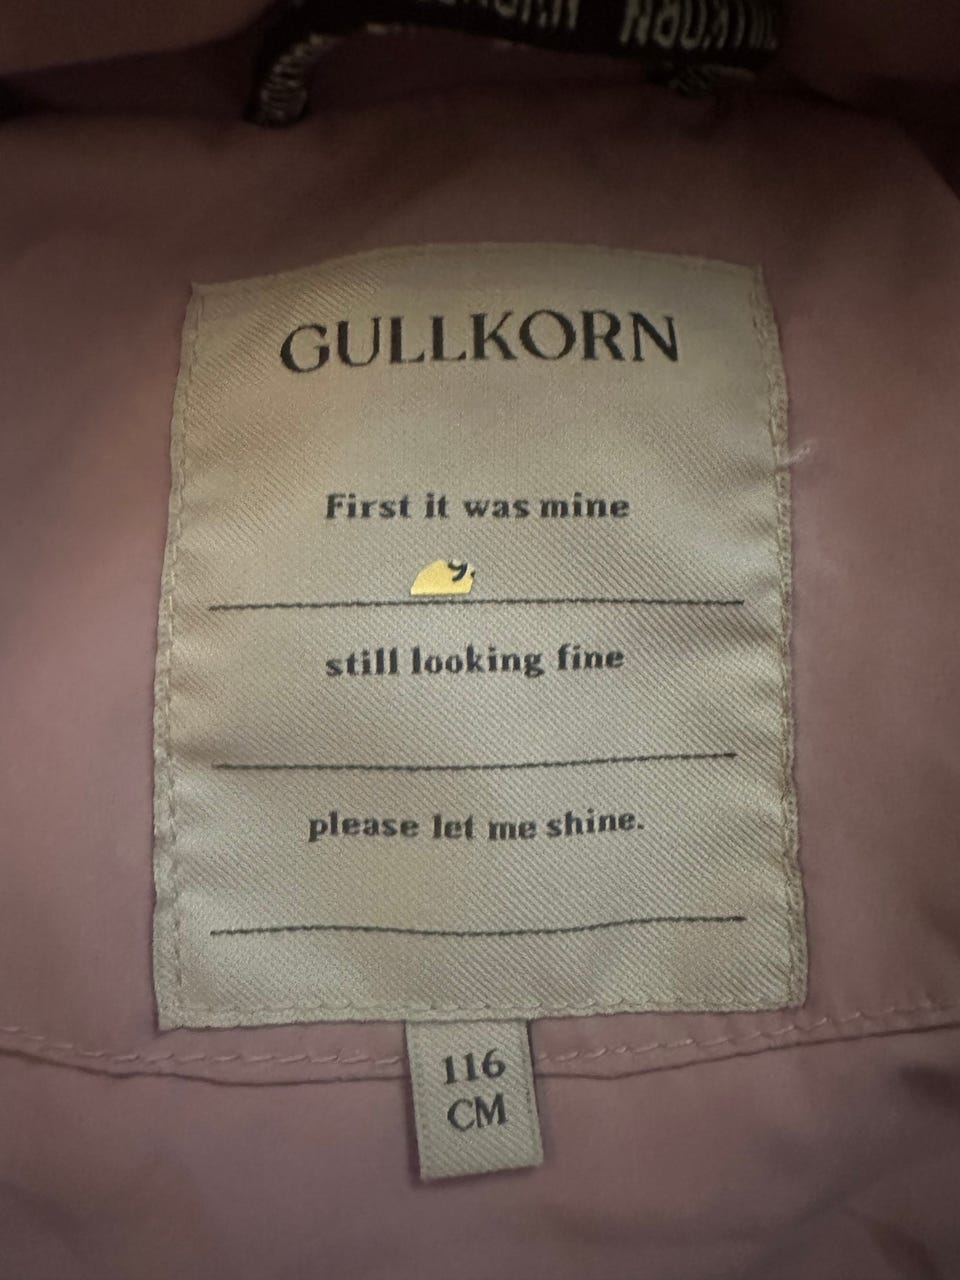 GULLKORN
First it was mine
still looking fine
please let me shine.
116
CM